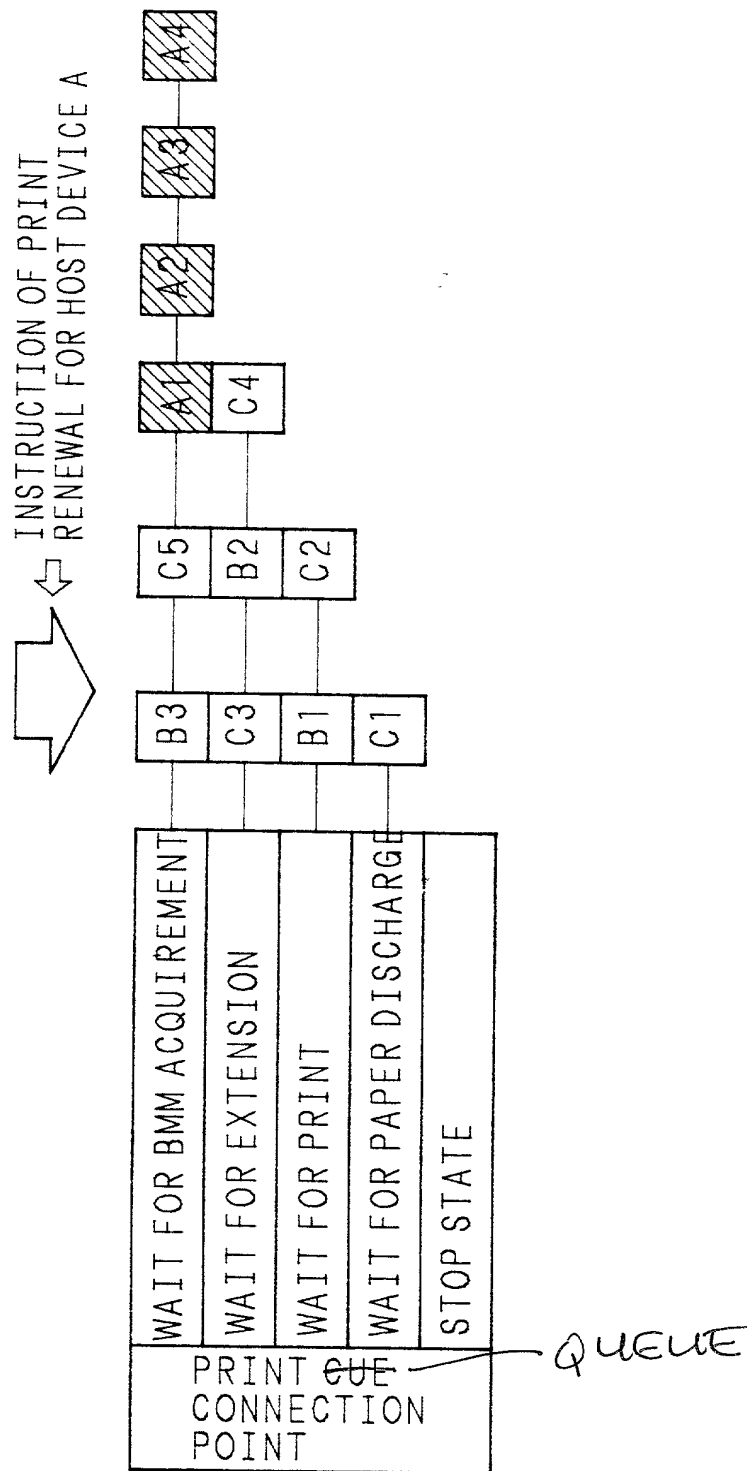 INSTRUCTION OF PRINT
RENEWAL FOR HOST DEVICE A
WAIT FOR BMM ACQUIREMENT
B3
C5
A1
A2
A3
A4
WAIT FOR EXTENSION
C3
B2
C4
WAIT FOR PRINT
B1
C2
WAIT FOR PAPER DISCHARGE
C1
STOP STATE
PRINT CUE
CONNECTION
POINT
QUEUE